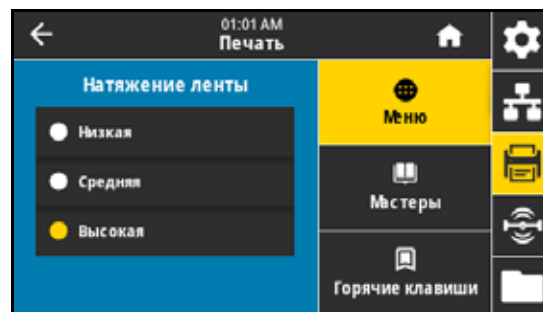 01:01 AM
Печать
Натяжение ленты
Низкая
Средняя
Высокая
Меню
Мастеры
Горячие клавиши